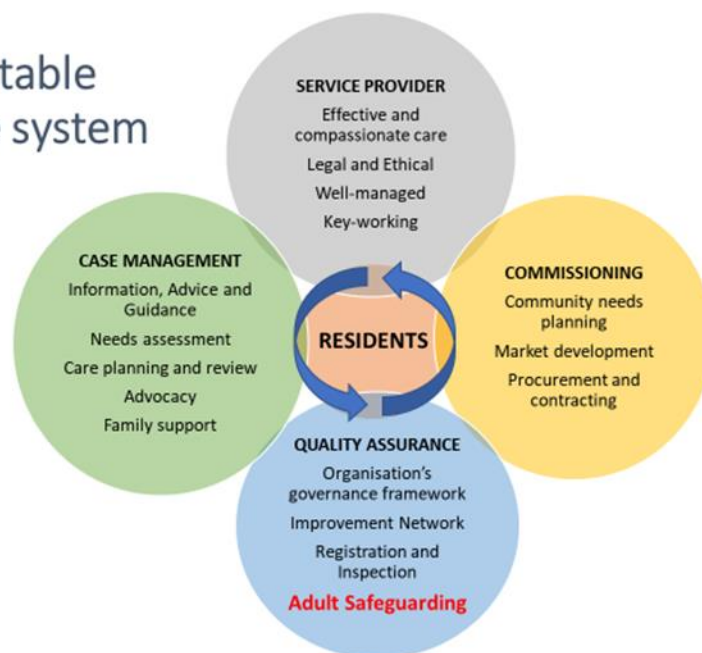 table
system
SERVICE PROVIDER
Effective and
compassionate care
Legal and Ethical
Well-managed
Key-working
CASE MANAGEMENT
Information, Advice and
Guidance
Needs assessment
Care planning and review
Advocacy
Family support
COMMISSIONING
Community needs
planning
Market development
Procurement and
contracting
RESIDENTS
QUALITY ASSURANCE
Organisation's
governance framework
Improvement Network
Registration and
Inspection
Adult Safeguarding